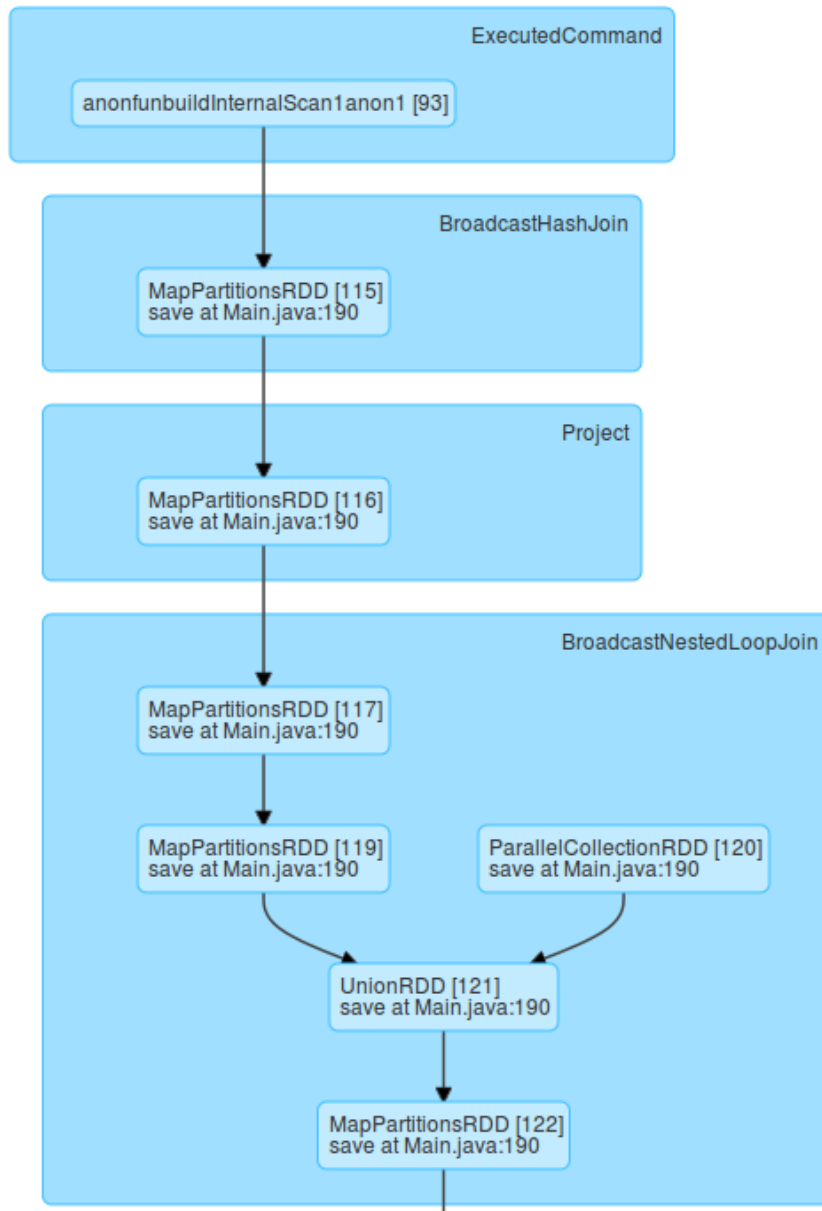 ExecutedCommand
anonfunbuildInternalScan1anon1 [93]
BroadcastHashJoin
MapPartitionsRDD [115]
save at Main.java:190
Project
MapPartitionsRDD [116]
save at Main.java:190
BroadcastNestedLoopJoin
MapPartitionsRDD [117]
save at Main.java:190
MapPartitionsRDD [119]
save at Main.java:190
ParallelCollectionRDD [120]
save at Main.java:190
UnionRDD [121]
save at Main.java:190
MapPartitionsRDD [122]
save at Main.java:190